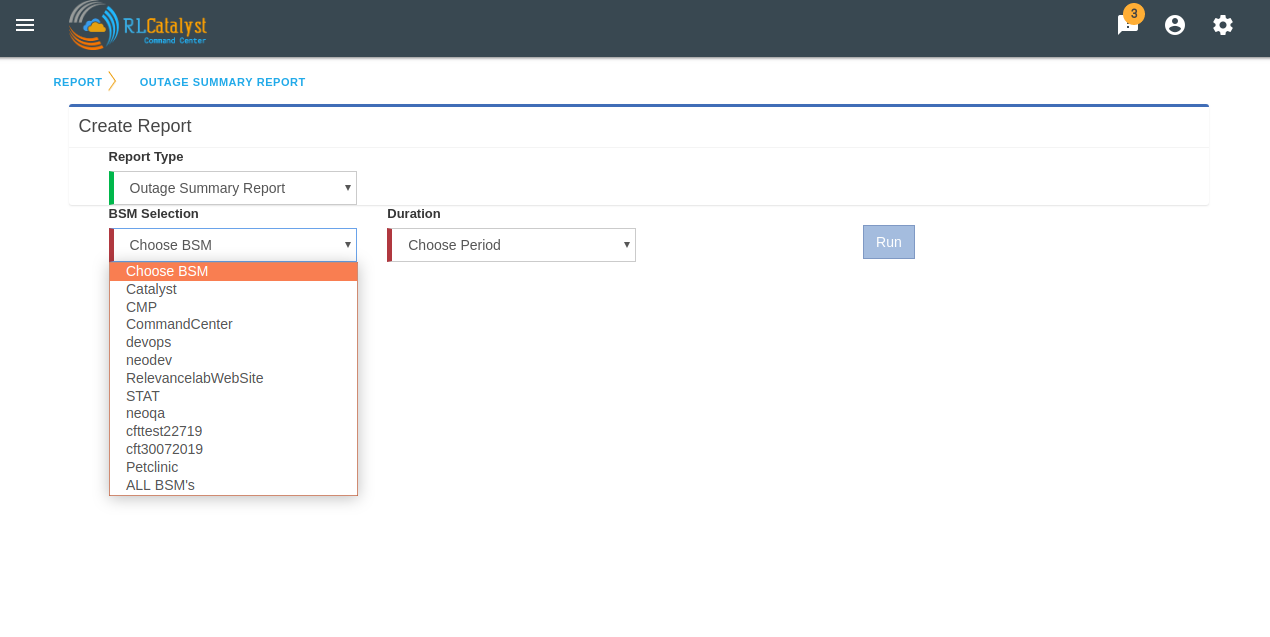 RLCatalyst
Command Center
3
REPORT
OUTAGE SUMMARY REPORT
Create Report
Report Type
Outage Summary Report
BSM Selection
Duration
Choose BSM
Choose Period
Run
Choose BSM
Catalyst
CMP
CommandCenter
devops
neodev
RelevancelabWebSite
STAT
neoqa
cfttest22719
cft30072019
Petclinic
ALL BSM's